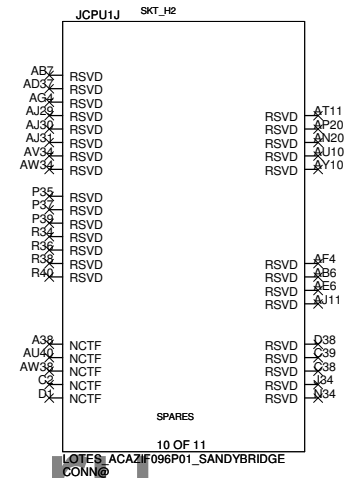 JCPU1J SKT_H2
AB7 RSVD
AD37 RSVD
AG4 RSVD
AJ29 RSVD RSVD AT11
AJ30 RSVD RSVD AP20
AJ31 RSVD RSVD AN20
AV34 RSVD RSVD AU10
AW34 RSVD RSVD AY10
P35 RSVD
P37 RSVD
P39 RSVD
R34 RSVD
R36 RSVD
R38 RSVD RSVD AF4
R40 RSVD RSVD AB6
RSVD AE6
RSVD AJ11
A38 NCTF RSVD D38
AU40 NCTF RSVD C39
AW38 NCTF RSVD C38
C2 NCTF RSVD J34
D1 NCTF RSVD N34
SPARES
10 OF 11
LOTES_ACAZIF096P01_SANDYBRIDGE
CONN@